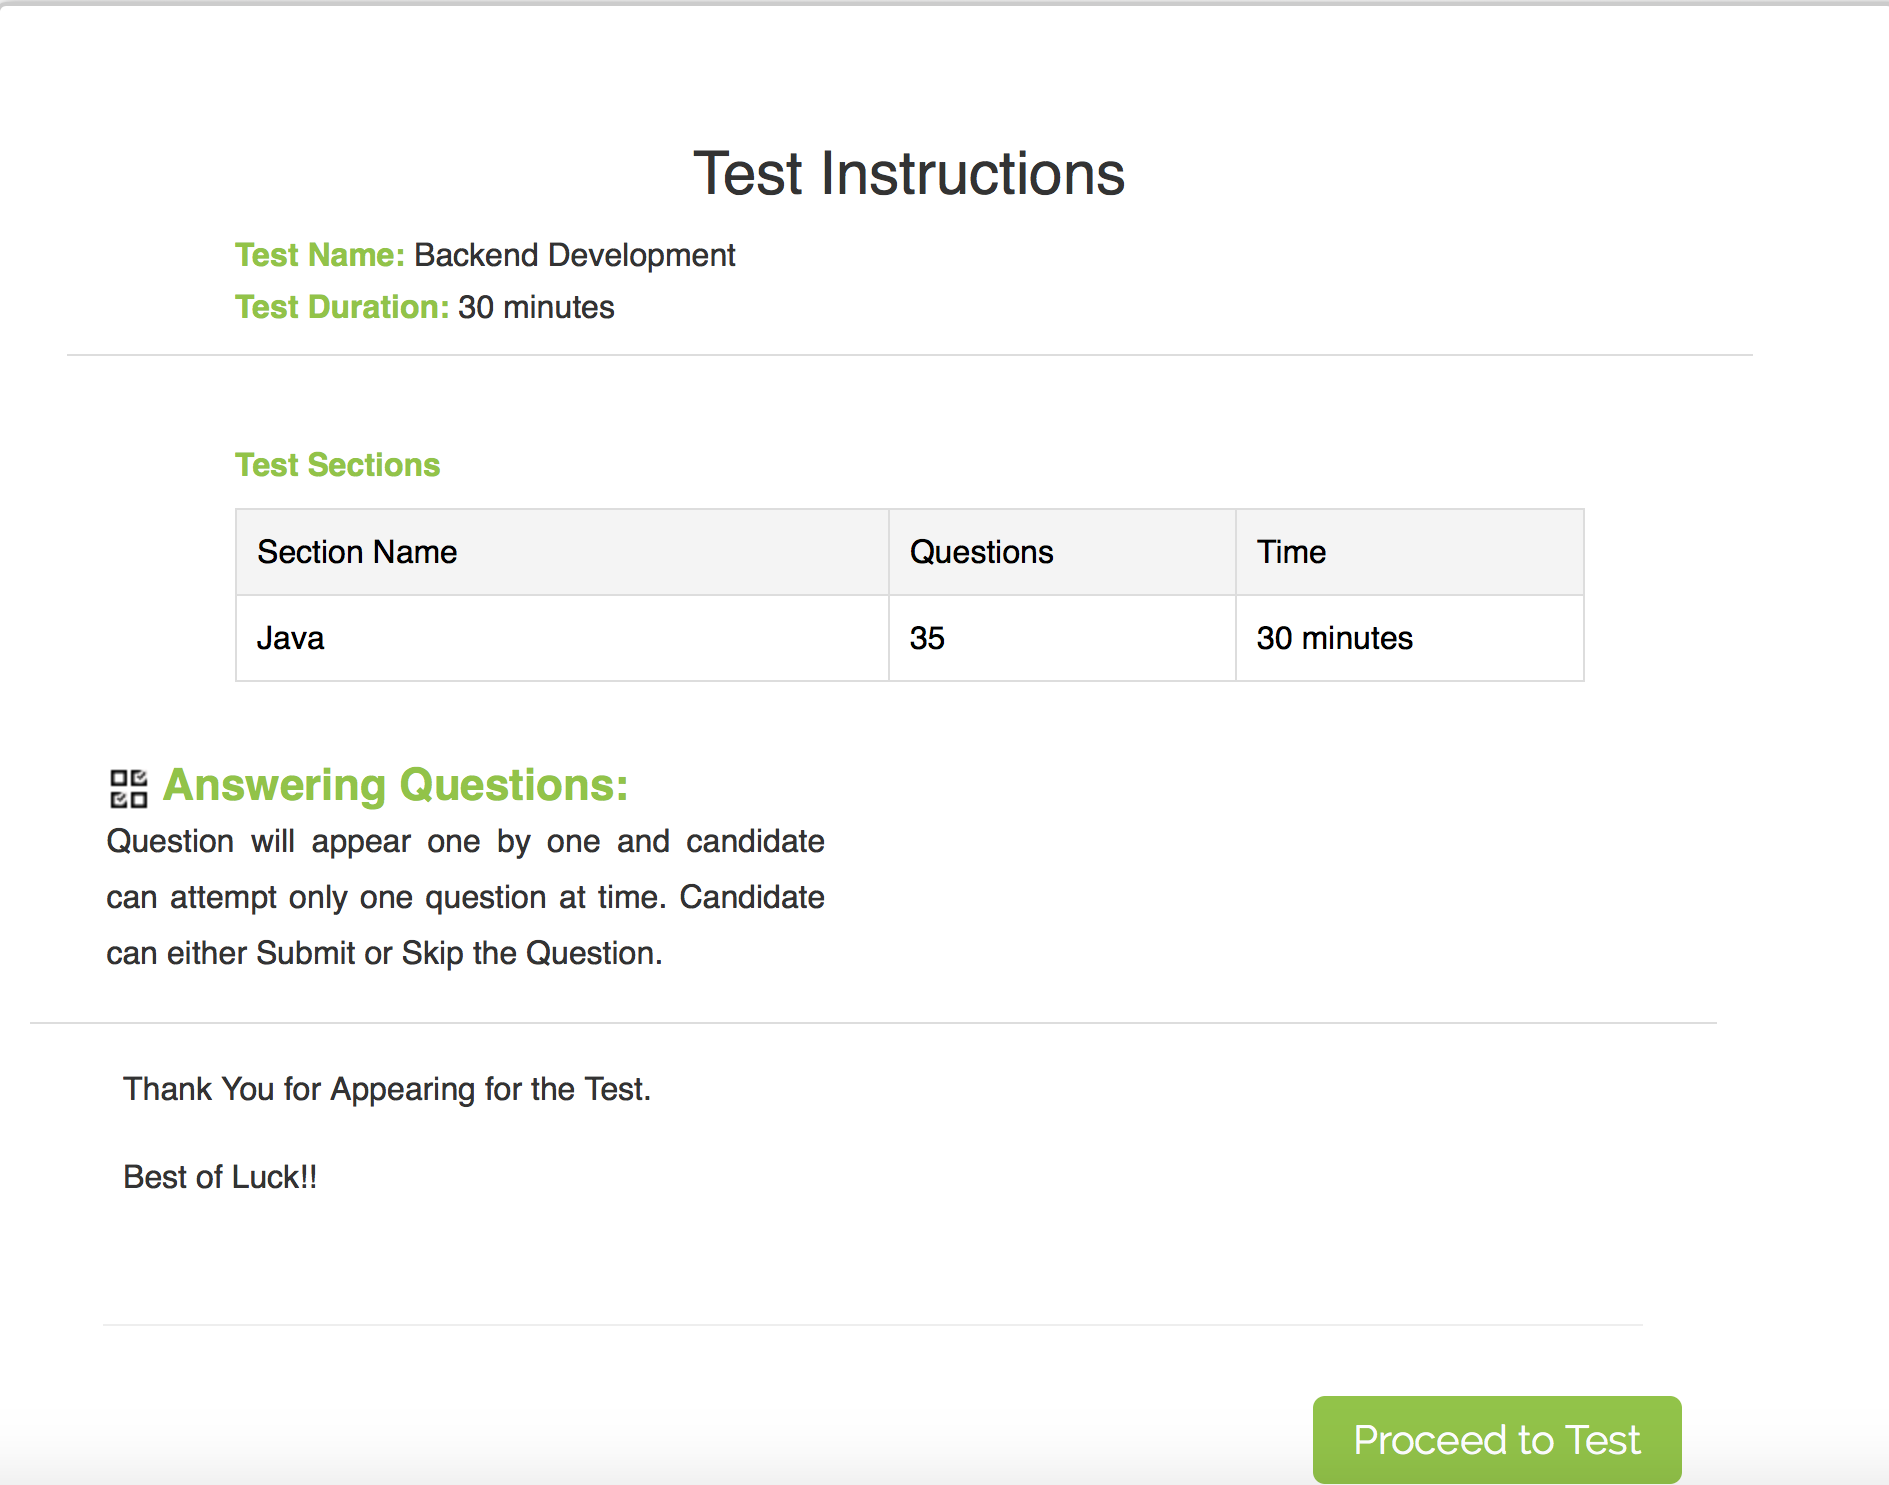 Test Instructions
Test Name: Backend Development
Test Duration: 30 minutes
Test Sections
Section Name Questions Time
Java 35 30 minutes
Answering Questions:
Question will appear one by one and candidate
can attempt only one question at time. Candidate
can either Submit or Skip the Question.
Thank You for Appearing for the Test.
Best of Luck!!
Proceed to Test